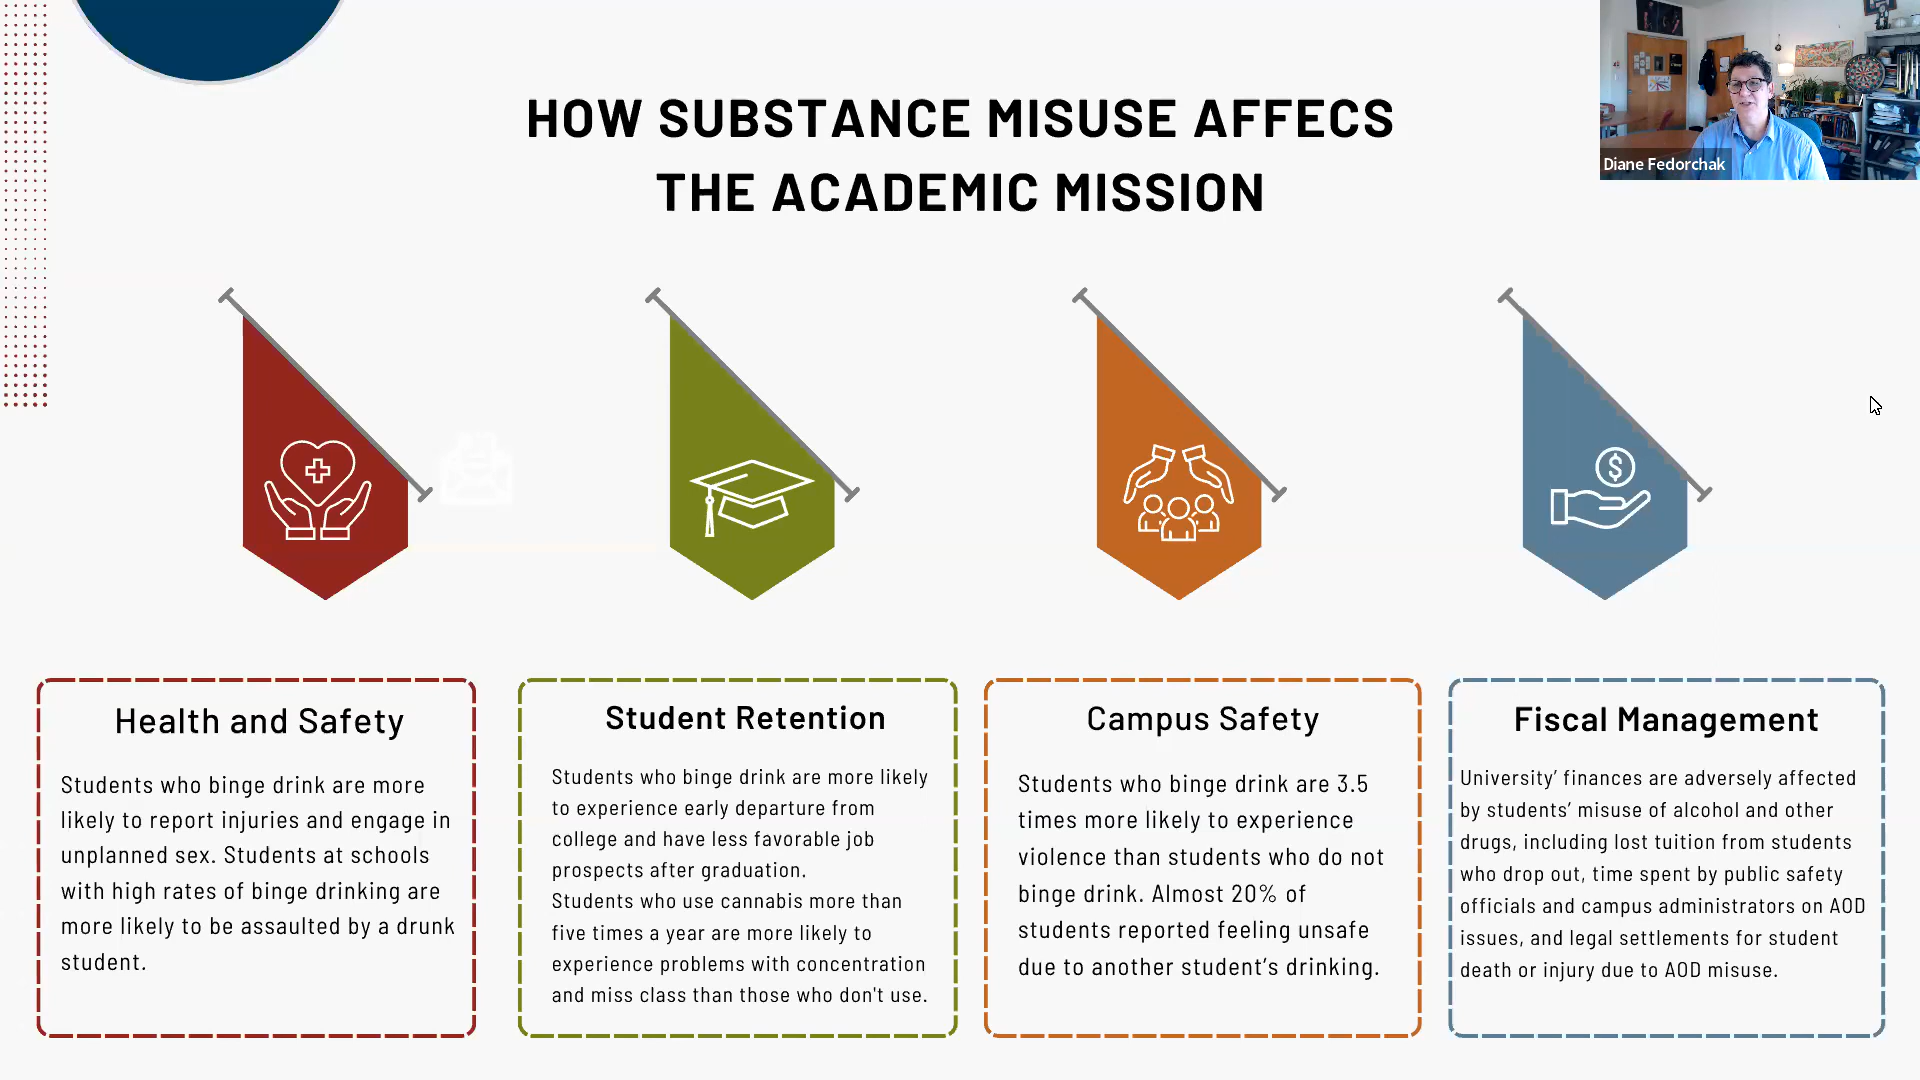 HOW SUBSTANCE MISUSE AFFECS
THE ACADEMIC MISSION
Diane Fedorchak
$
Health and Safety
Students who binge drink are more
likely to report injuries and engage in
unplanned sex. Students at schools
with high rates of binge drinking are
more likely to be assaulted by a drunk
student.
Student Retention
Students who binge drink are more likely
to experience early departure from
college and have less favorable job
prospects after graduation.
Students who use cannabis more than
five times a year are more likely to
experience problems with concentration
and miss class than those who don't use.
Campus Safety
Students who binge drink are 3.5
times more likely to experience
violence than students who do not
binge drink. Almost 20% of
students reported feeling unsafe
due to another student’s drinking.
Fiscal Management
University’ finances are adversely affected
by students’ misuse of alcohol and other
drugs, including lost tuition from students
who drop out, time spent by public safety
officials and campus administrators on AOD
issues, and legal settlements for student
death or injury due to AOD misuse.